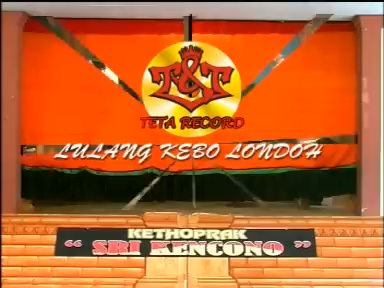 T&T
TETA RECORD
LULANG KEBO LONDOH
KETHOPRAK
“ SRI KENCONO ”